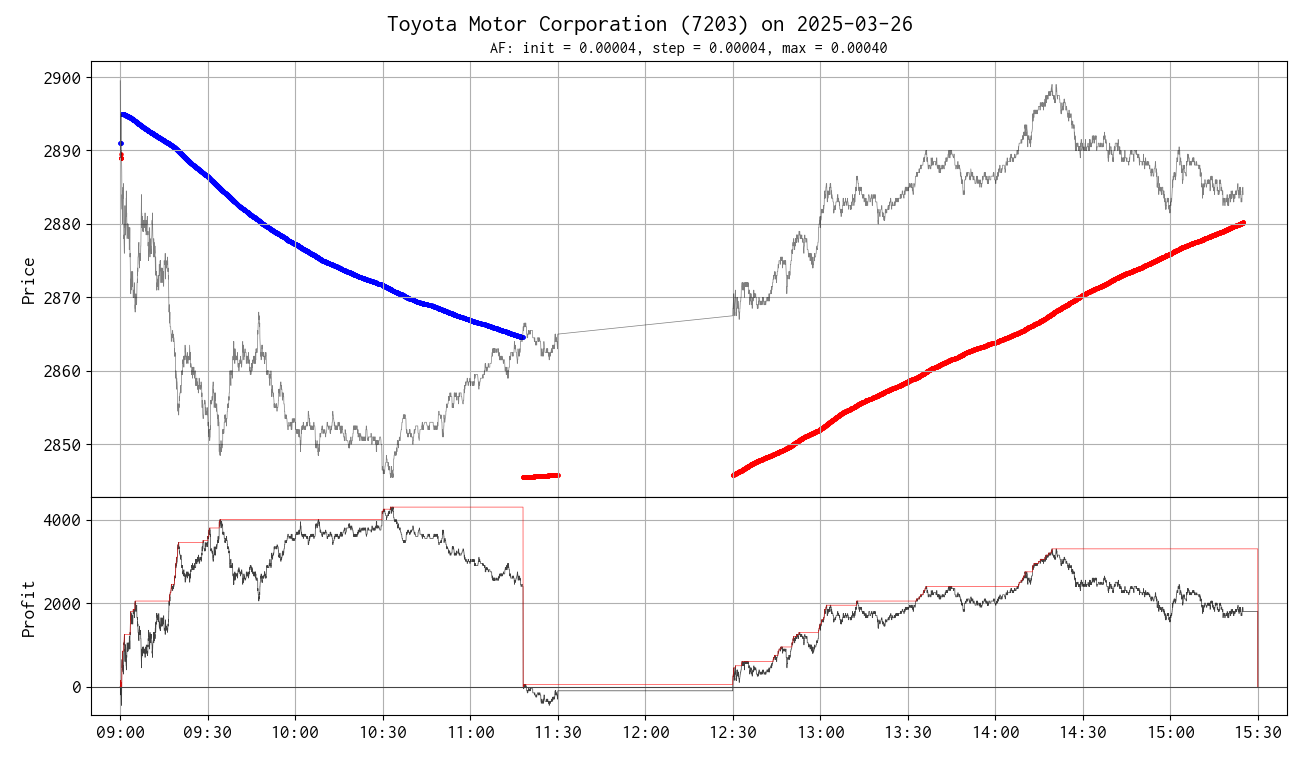 Toyota Motor Corporation (7203) on 2025-03-26
AF: init = 0.00004, step = 0.00004, max = 0.00040
Price
2900
2890
2880
2870
2860
2850
Profit
4000
2000
0
09:00 09:30 10:00 10:30 11:00 11:30 12:00 12:30 13:00 13:30 14:00 14:30 15:00 15:30